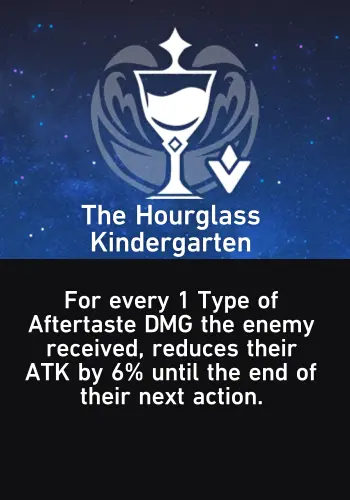 The Hourglass
Kindergarten
For every 1 Type of
Aftertaste DMG the enemy
received, reduces their
ATK by 6% until the end of
their next action.